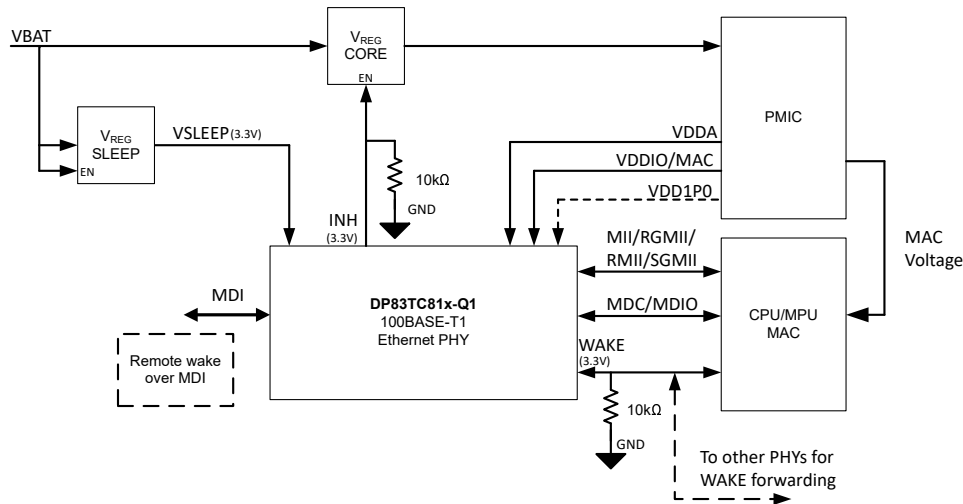 VBAT
VREG
CORE
EN
VREG
SLEEP
EN
VSLEEP(3.3V)
10kΩ
GND
INH
(3.3V)
PMIC
VDDA
VDDIO/MAC
VDD1P0
MAC
Voltage
MII/RGMII/
RMII/SGMII
MDC/MDIO
WAKE
(3.3V)
CPU/MPU
MAC
DP83TC81x-Q1
100BASE-T1
Ethernet PHY
MDI
Remote wake
over MDI
10kΩ
GND
To other PHYs for
WAKE forwarding